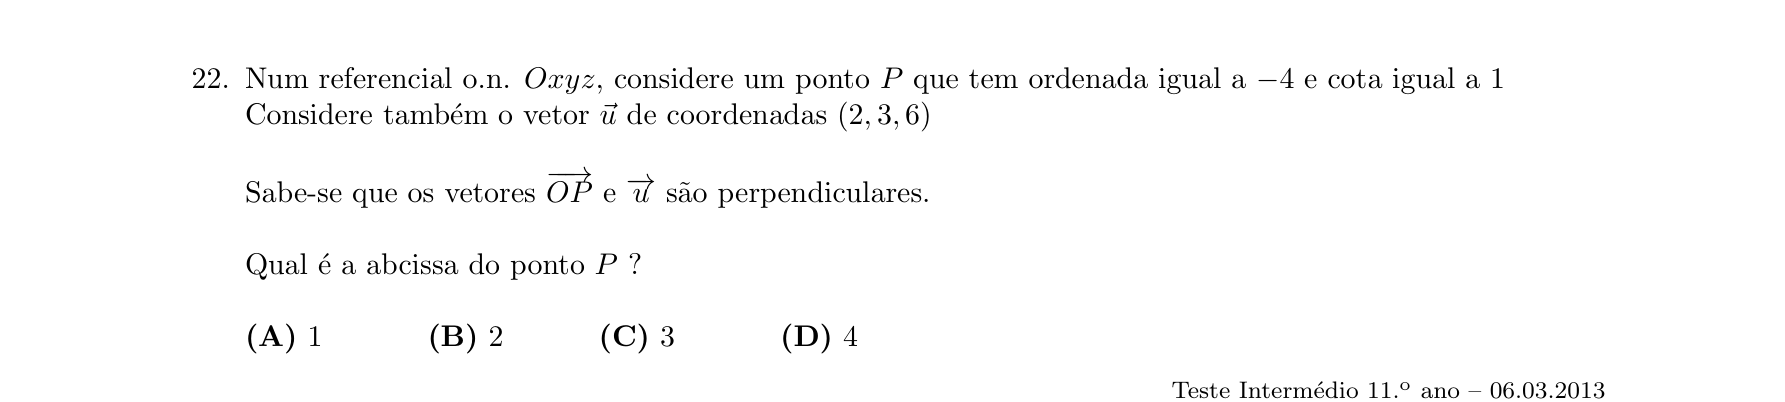 22. Num referencial o.n. Oxyz, considere um ponto P que tem ordenada igual a −4 e cota igual a 1
Considere também o vetor u⃗ de coordenadas (2, 3, 6)
Sabe-se que os vetores \overrightarrow{OP} e \overrightarrow{u} são perpendiculares.
Qual é a abcissa do ponto P ?
(A) 1 (B) 2 (C) 3 (D) 4
Teste Intermédio 11.º ano – 06.03.2013